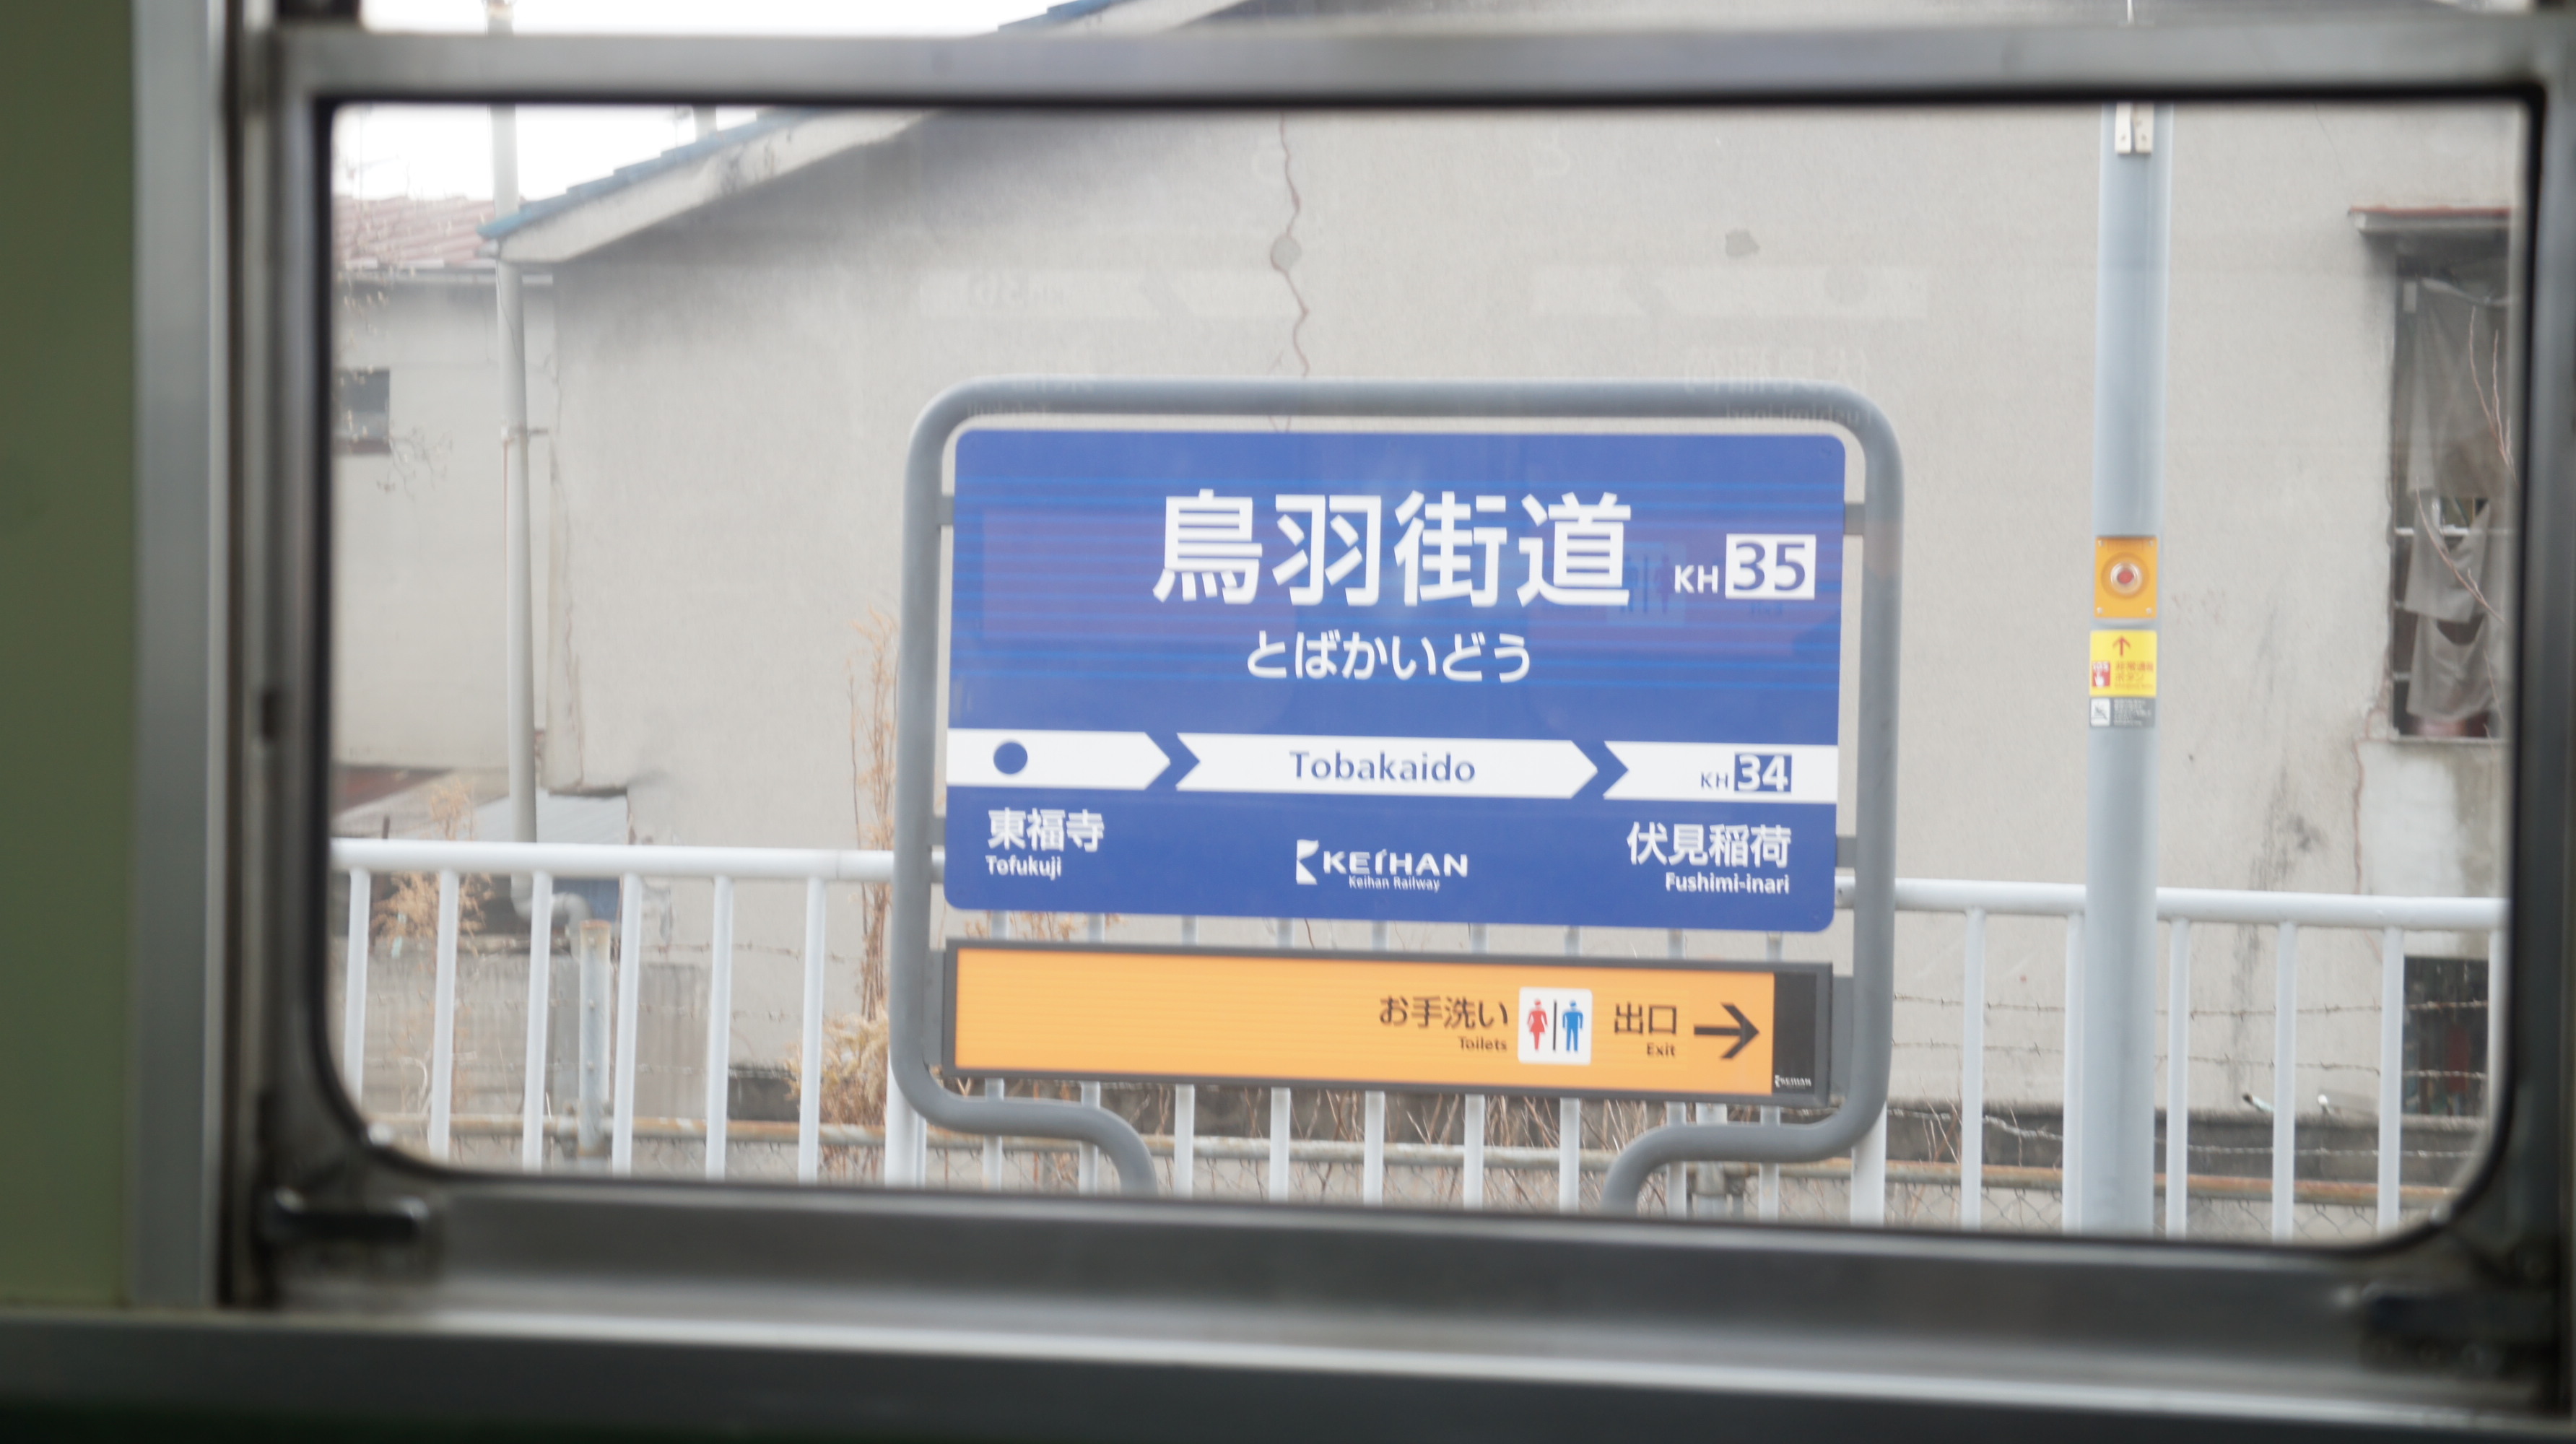 鳥羽街道 KH 35
とばかいどう
Tobakaido KH 34
東福寺 伏見稲荷
Tofukuji Fushimi-inari
KEIHAN
Keihan Railway
お手洗い 出口
Toilets Exit
KEIHAN